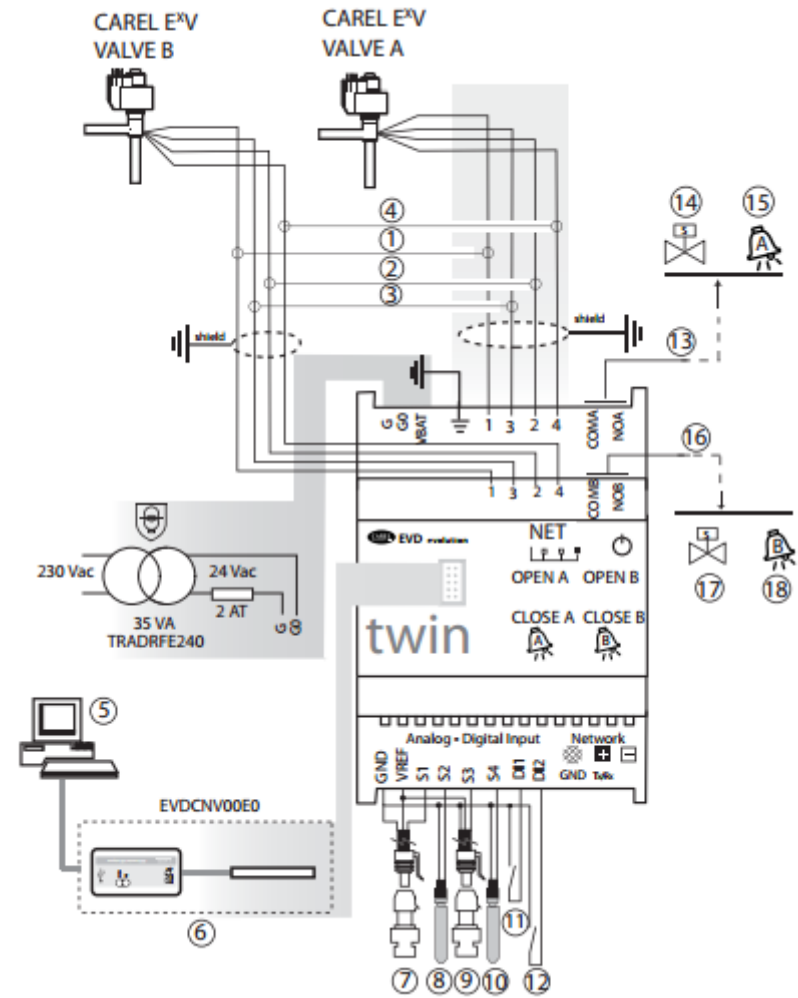 CAREL EXV
VALVE B
CAREL EXV
VALVE A
4
1
2
3
14
15
S
A
shield
shield
13
G
G0
VBAT
1 3 2 4
COMA
NOA
16
1 3 2 4
COMB
NOB
S
B
17
18
CAREL EVD evolution
NET
OPEN A OPEN B
CLOSE A CLOSE B
A B
twin
230 Vac
24 Vac
2 AT
35 VA
TRADRFE240
G
G0
5
Analog - Digital Input Network
GND
VREF
S1
S2
S3
S4
DI1
DI2
GND Tx/Rx
EVDCNV00E0
6
7
8
9
10
11
12